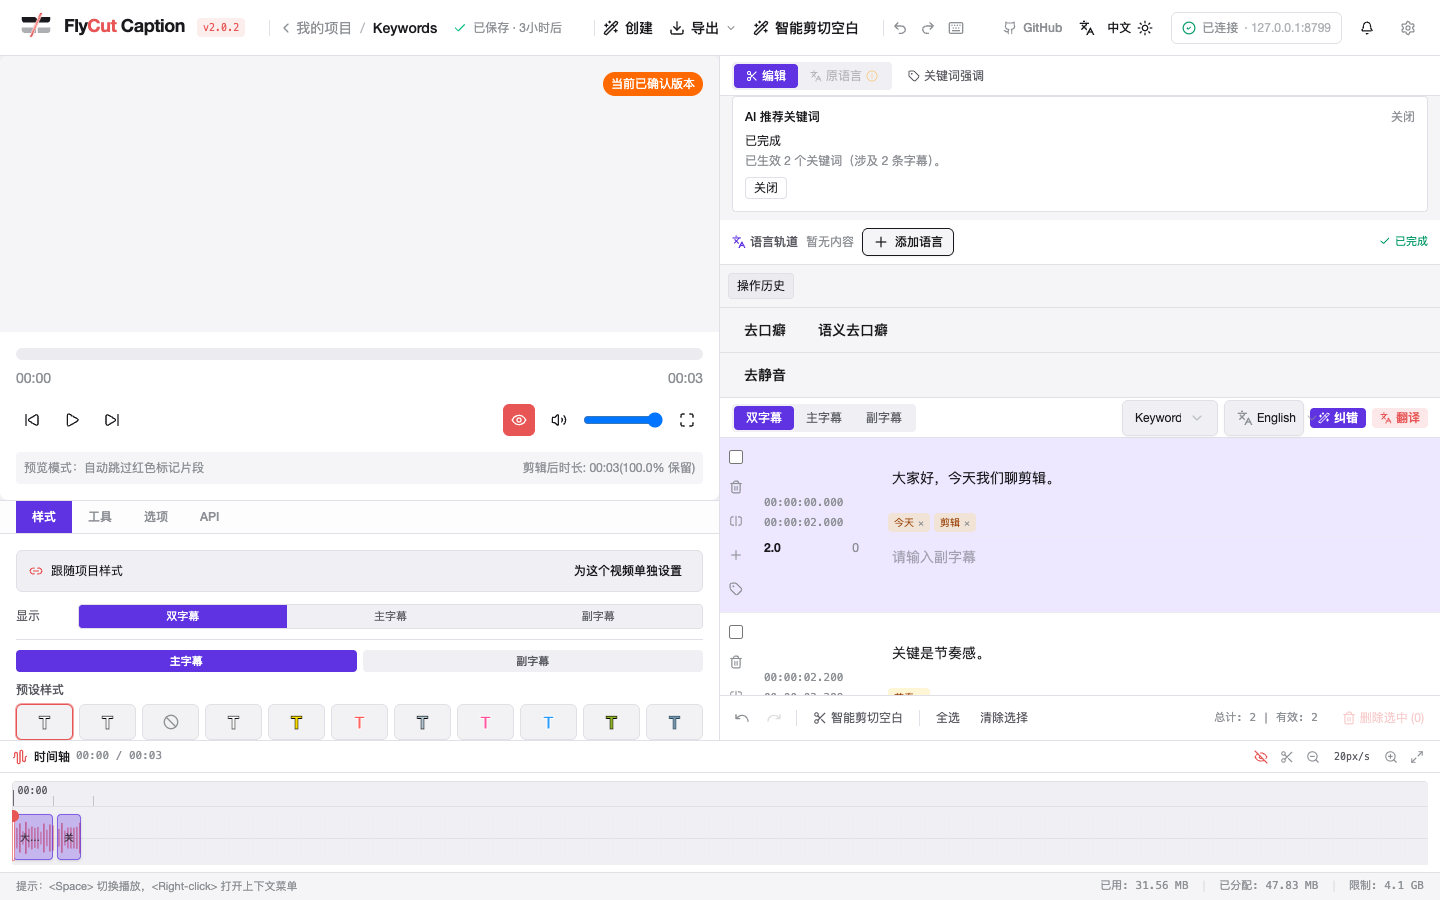 FlyCut Caption v2.0.2 我的项目 / Keywords 已保存 · 3小时后 创建 导出 智能剪切空白 GitHub 中文 已连接 · 127.0.0.1:8799
当前已确认版本
00:00 00:03
预览模式：自动跳过红色标记片段 剪辑后时长: 00:03(100.0% 保留)
样式 工具 选项 API
跟随项目样式 为这个视频单独设置
显示 双字幕 主字幕 副字幕
主字幕 副字幕
预设样式
T T T T T T T T T T
编辑 原语言 关键词强调
AI 推荐关键词 关闭
已完成
已生效 2 个关键词（涉及 2 条字幕）。
关闭
语言轨道 暂无内容 添加语言 已完成
操作历史
去口癖 语义去口癖
去静音
双字幕 主字幕 副字幕 Keyword English 纠错 翻译
大家好，今天我们聊剪辑。
00:00:00.000
00:00:02.000 今天 × 剪辑 ×
2.0 0 请输入副字幕
关键是节奏感。
00:00:02.200
智能剪切空白 全选 清除选择 总计: 2 | 有效: 2 删除选中 (0)
时间轴 00:00 / 00:03 20px/s
00:00
大... 关
提示：<Space> 切换播放，<Right-click> 打开上下文菜单 已用: 31.56 MB 已分配: 47.83 MB 限制: 4.1 GB